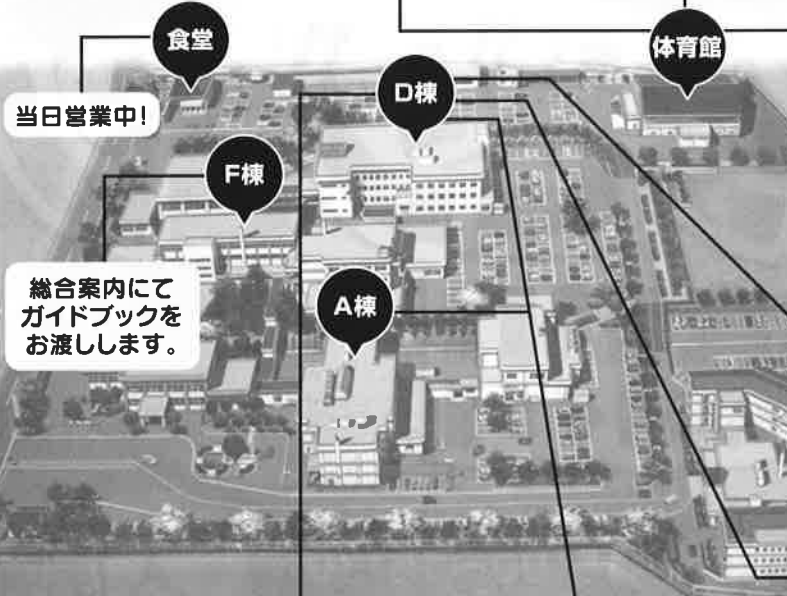 食堂
体育館
D棟
当日営業中!
F棟
総合案内にて
ガイドブックを
お渡しします。
A棟